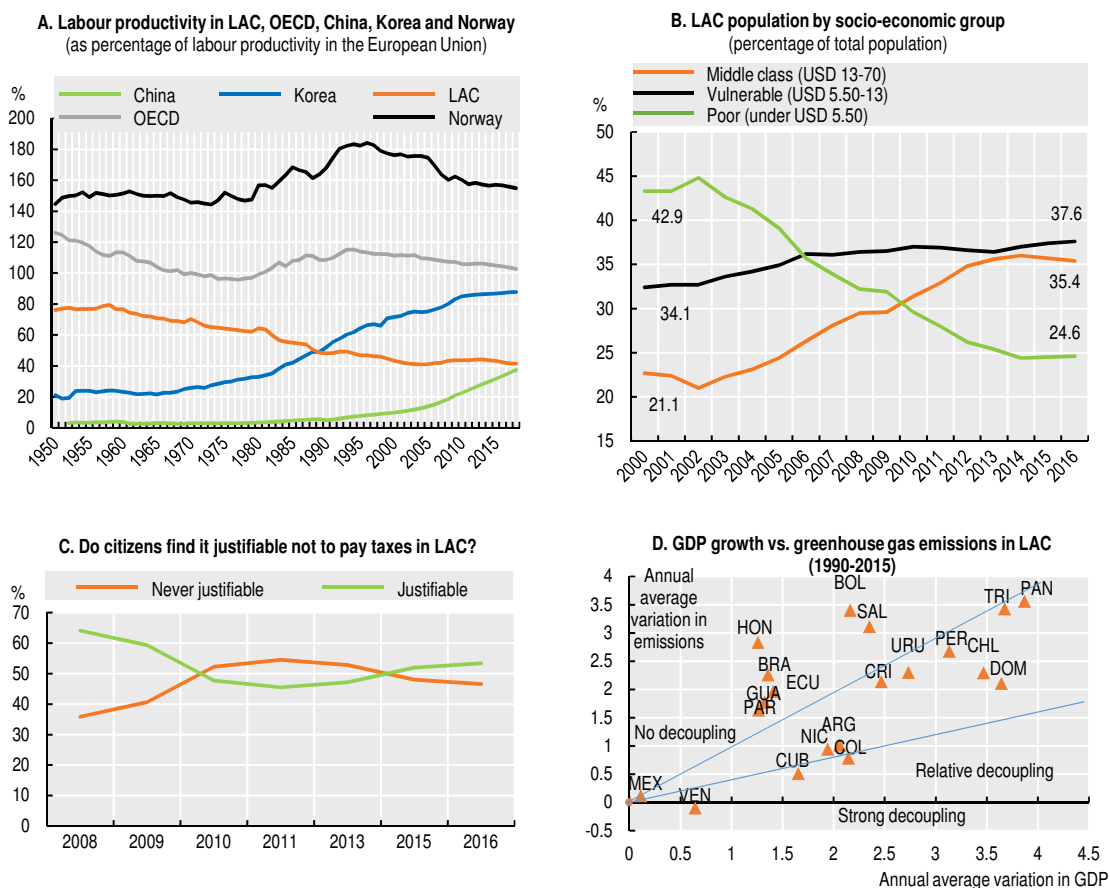 A. Labour productivity in LAC, OECD, China, Korea and Norway
(as percentage of labour productivity in the European Union)
China
Korea
LAC
OECD
Norway
%
200
180
160
140
120
100
80
60
40
20
0
1950
1955
1960
1965
1970
1975
1980
1985
1990
1995
2000
2005
2010
2015
B. LAC population by socio-economic group
(percentage of total population)
Middle class (USD 13-70)
Vulnerable (USD 5.50-13)
Poor (under USD 5.50)
%
50
45
40
35
30
25
20
15
42.9
34.1
21.1
37.6
35.4
24.6
2000
2001
2002
2003
2004
2005
2006
2007
2008
2009
2010
2011
2012
2013
2014
2015
2016
C. Do citizens find it justifiable not to pay taxes in LAC?
Never justifiable
Justifiable
%
70
60
50
40
30
20
10
0
2008
2009
2010
2011
2013
2015
2016
D. GDP growth vs. greenhouse gas emissions in LAC
(1990-2015)
Annual
average
variation in
emissions
4
3.5
3
2.5
2
1.5
1
0.5
0
-0.5
BOL
SAL
TRI
PAN
HON
URU
PER
CHL
BRA
ECU
CRI
DOM
GUA
PAR
No decoupling
ARG
NIC
COL
CUB
Relative decoupling
MEX
VEN
Strong decoupling
0
0.5
1
1.5
2
2.5
3
3.5
4
4.5
Annual average variation in GDP